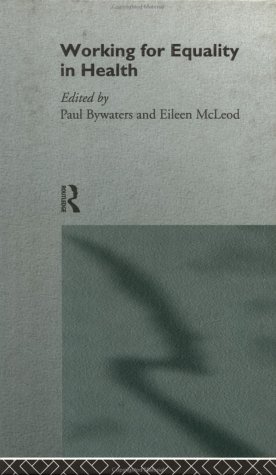 Working for Equality
in Health
Edited by
Paul Bywaters and Eileen McLeod
ROUTLEDGE